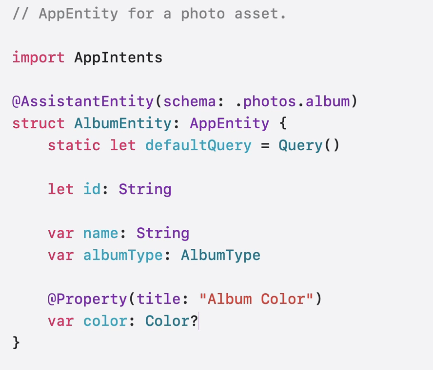 // AppEntity for a photo asset.
import AppIntents
@AssistantEntity(schema: .photos.album)
struct AlbumEntity: AppEntity {
    static let defaultQuery = Query()
    let id: String
    var name: String
    var albumType: AlbumType
    @Property(title: "Album Color")
    var color: Color?
}